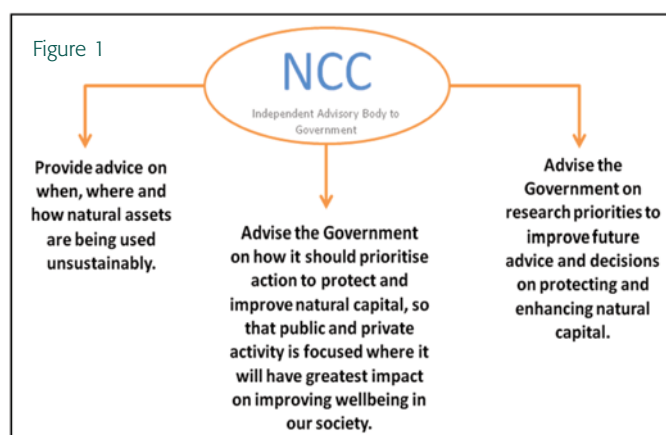 Figure 1
NCC
Independent Advisory Body to
Government
Provide advice on
when, where and
how natural assets
are being used
unsustainably.
Advise the Government
on how it should prioritise
action to protect and
improve natural capital, so
that public and private
activity is focused where it
will have greatest impact
on improving wellbeing in
our society.
Advise the
Government on
research priorities to
improve future
advice and decisions
on protecting and
enhancing natural
capital.